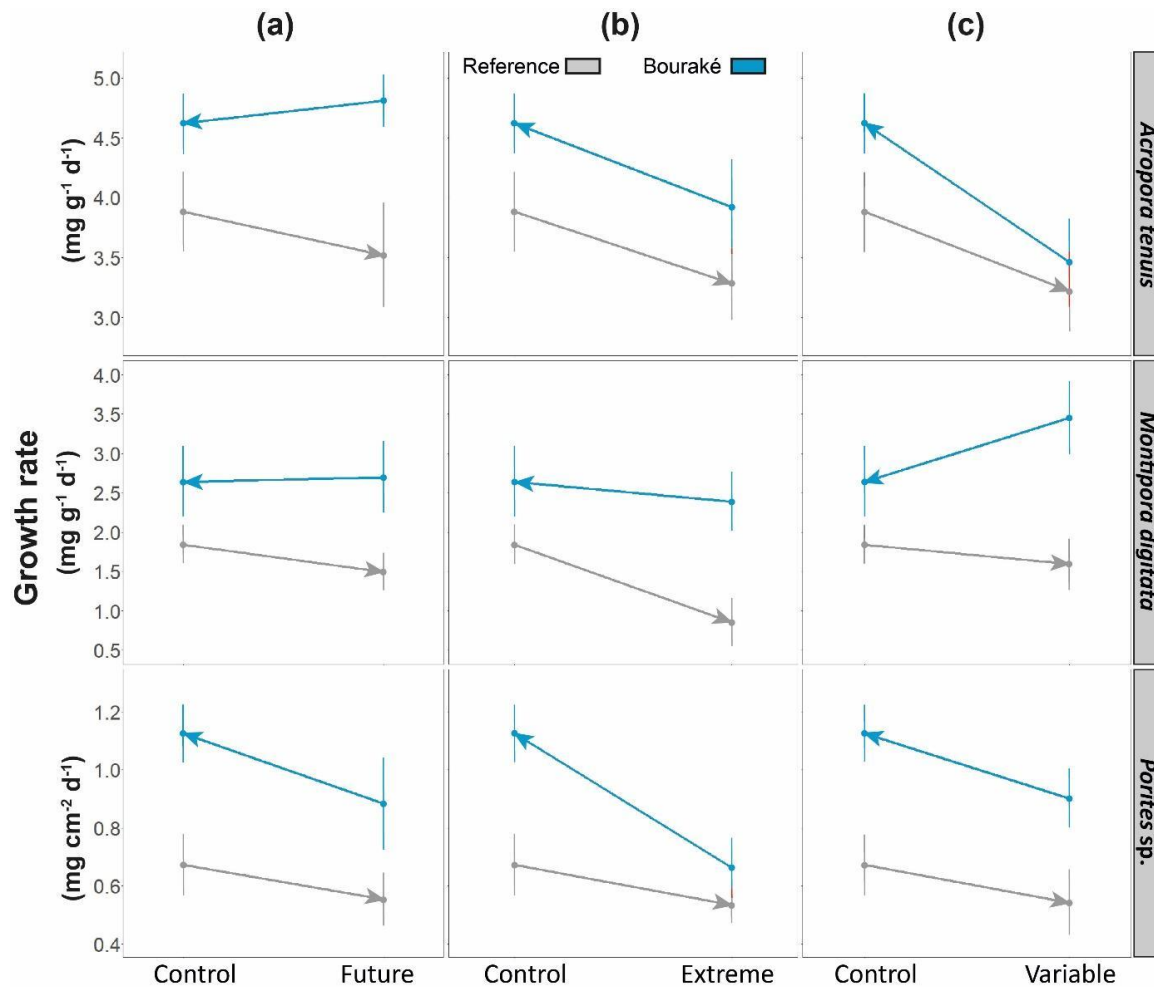 (a) (b) (c)
Reference Bouraké
Growth rate
(mg g-1 d-1)
5.0
4.5
4.0
3.5
3.0
Acropora tenuis
(mg g-1 d-1)
4.0
3.5
3.0
2.5
2.0
1.5
1.0
0.5
Montipora digitata
(mg cm-2 d-1)
1.2
1.0
0.8
0.6
0.4
Porites sp.
Control Future Control Extreme Control Variable